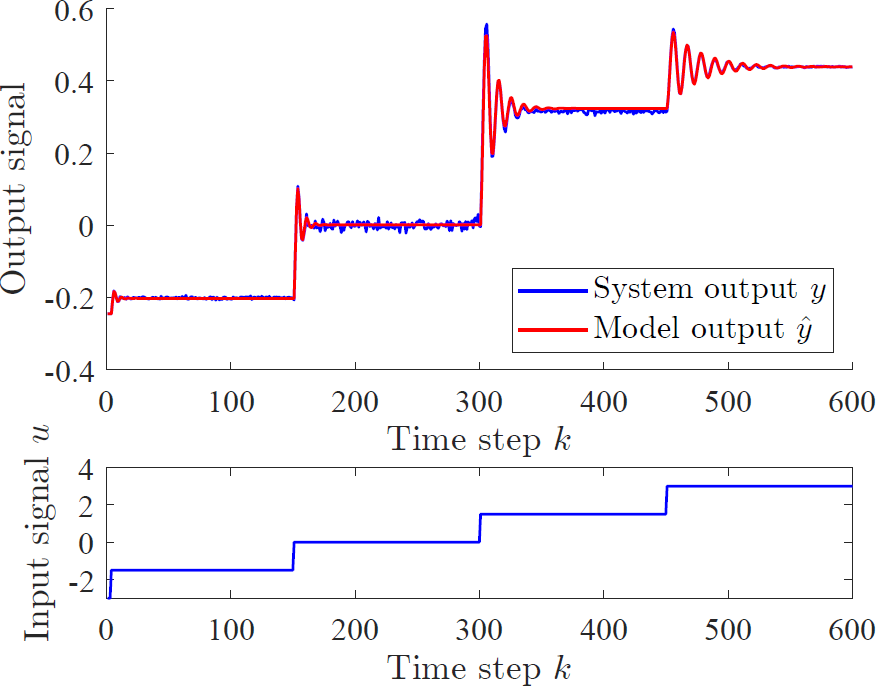 Output signal
0.6
0.4
0.2
0
-0.2
-0.4
System output y
Model output ŷ
0 100 200 300 400 500 600
Time step k
Input signal u
4
2
0
-2
0 100 200 300 400 500 600
Time step k